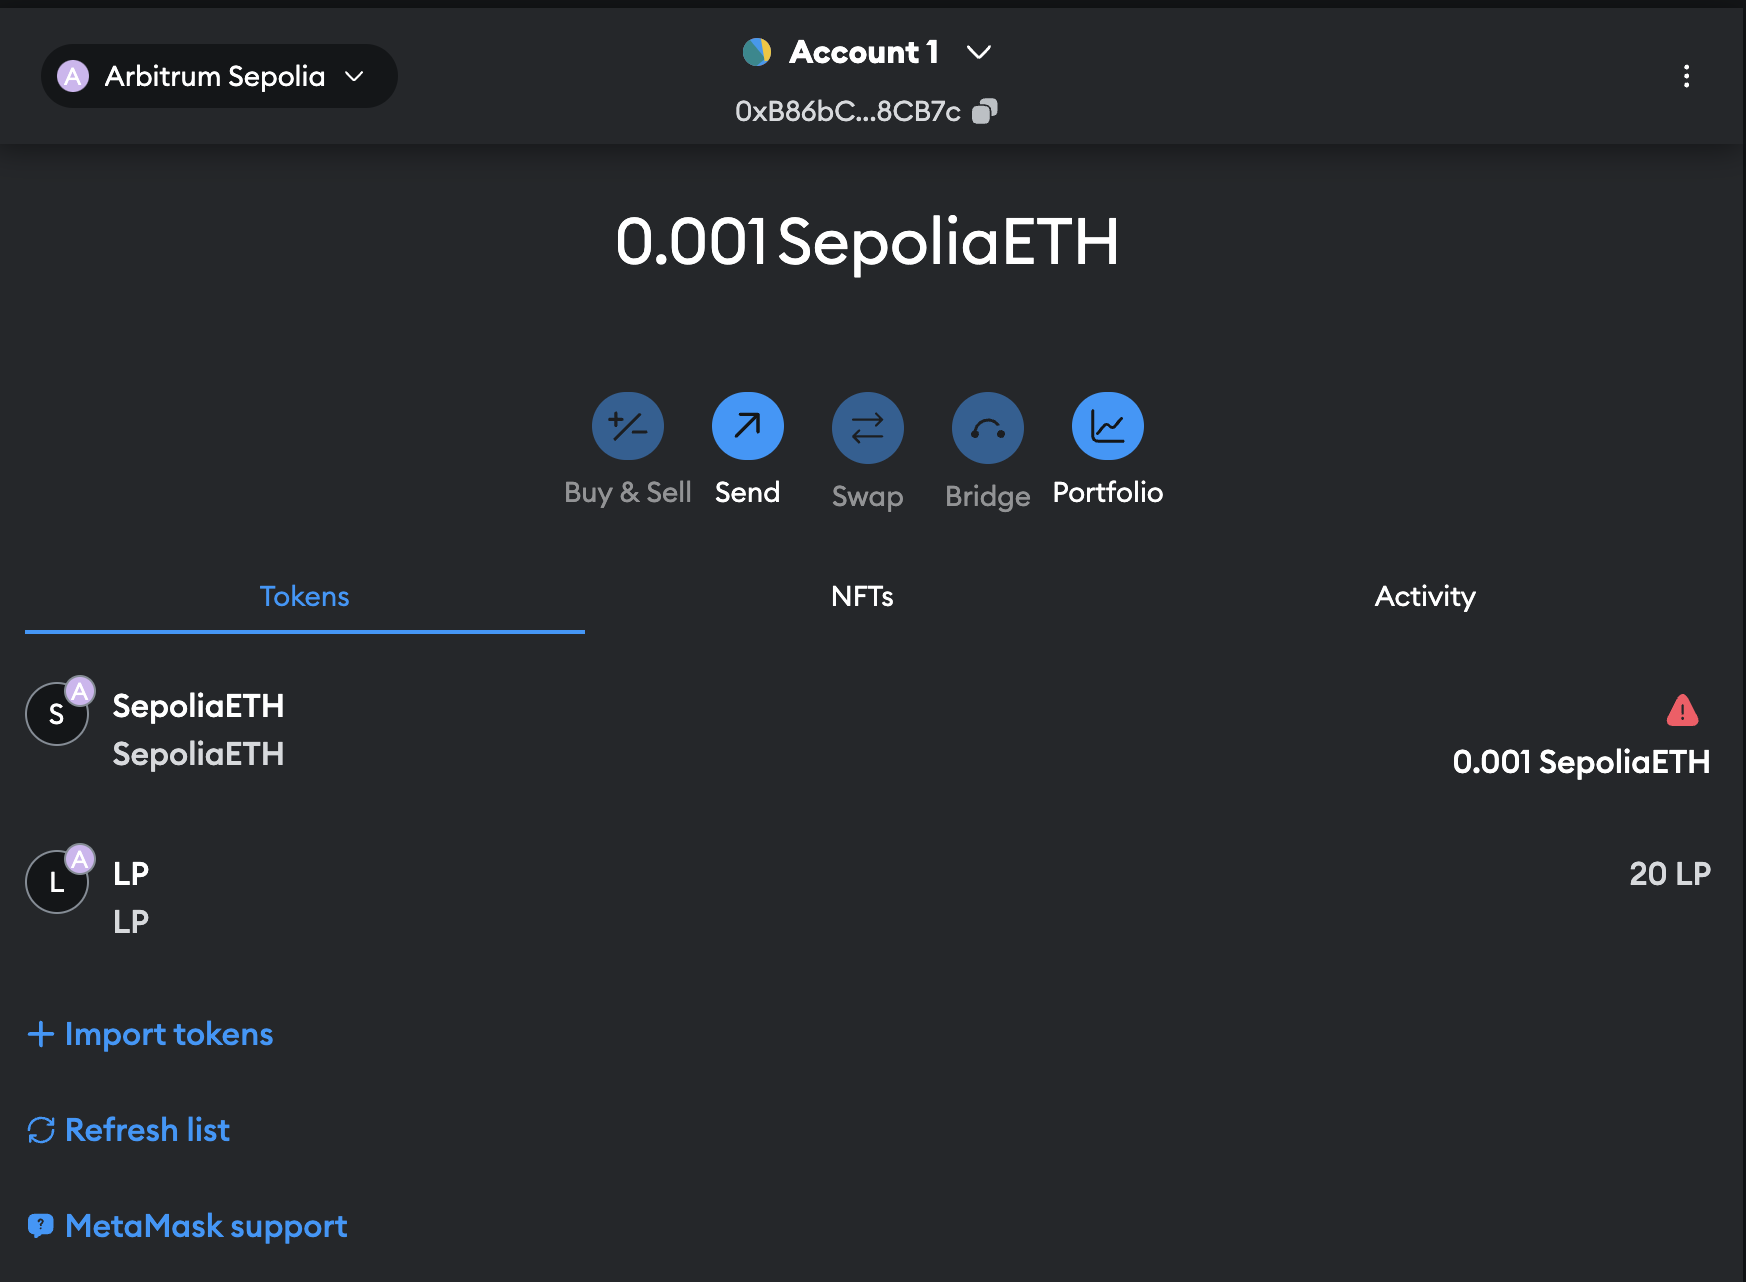 A Arbitrum Sepolia
Account 1
0xB86bC...8CB7c
0.001 SepoliaETH
Buy & Sell
Send
Swap
Bridge
Portfolio
Tokens
NFTs
Activity
S
A
SepoliaETH
SepoliaETH
0.001 SepoliaETH
L
A
LP
20 LP
LP
Import tokens
Refresh list
MetaMask support